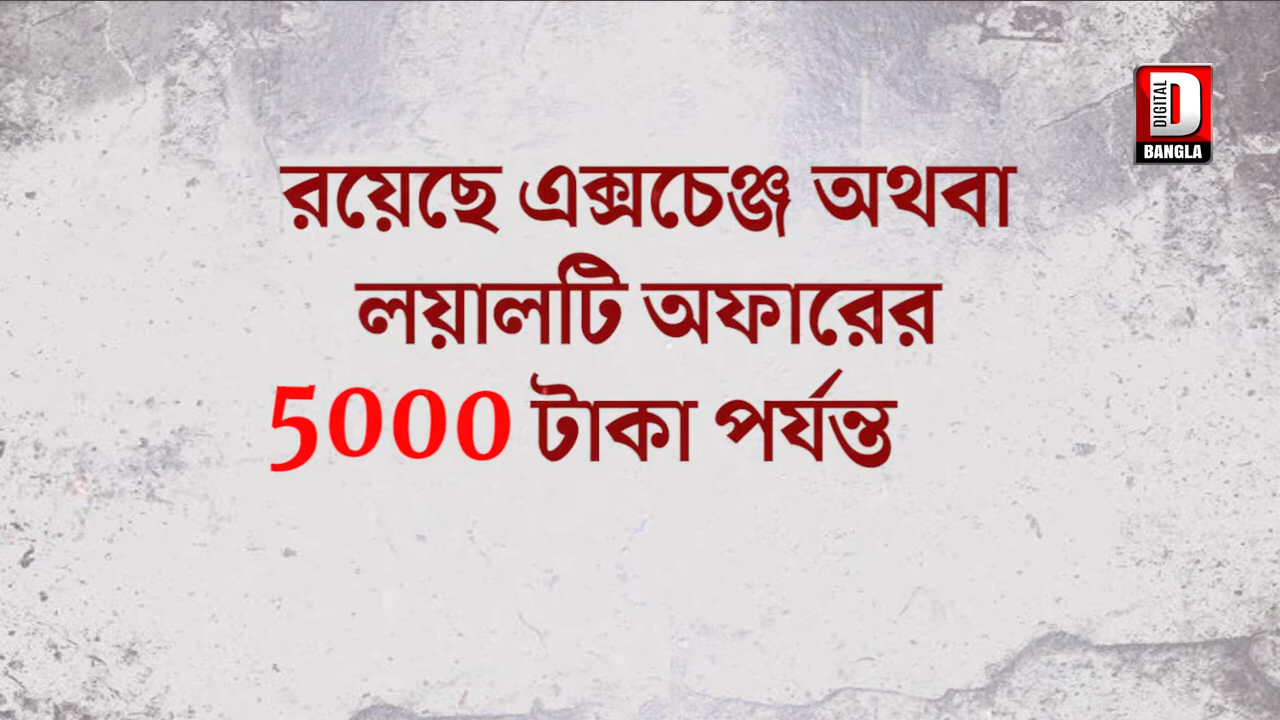 DIGITAL
D
BANGLA
রয়েছে এক্সচেঞ্জ অথবা
লয়ালটি অফারের
5000 টাকা পর্যন্ত